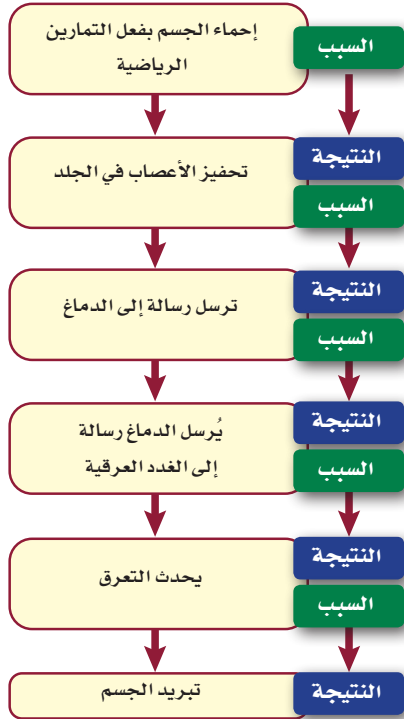 السبب
إحماء الجسم بفعل التمارين
الرياضية
النتيجة
تحفيز الأعصاب في الجلد
السبب
النتيجة
ترسل رسالة إلى الدماغ
السبب
النتيجة
يُرسل الدماغ رسالة
إلى الغدد العرقية
السبب
النتيجة
يحدث التعرق
السبب
النتيجة
تبريد الجسم